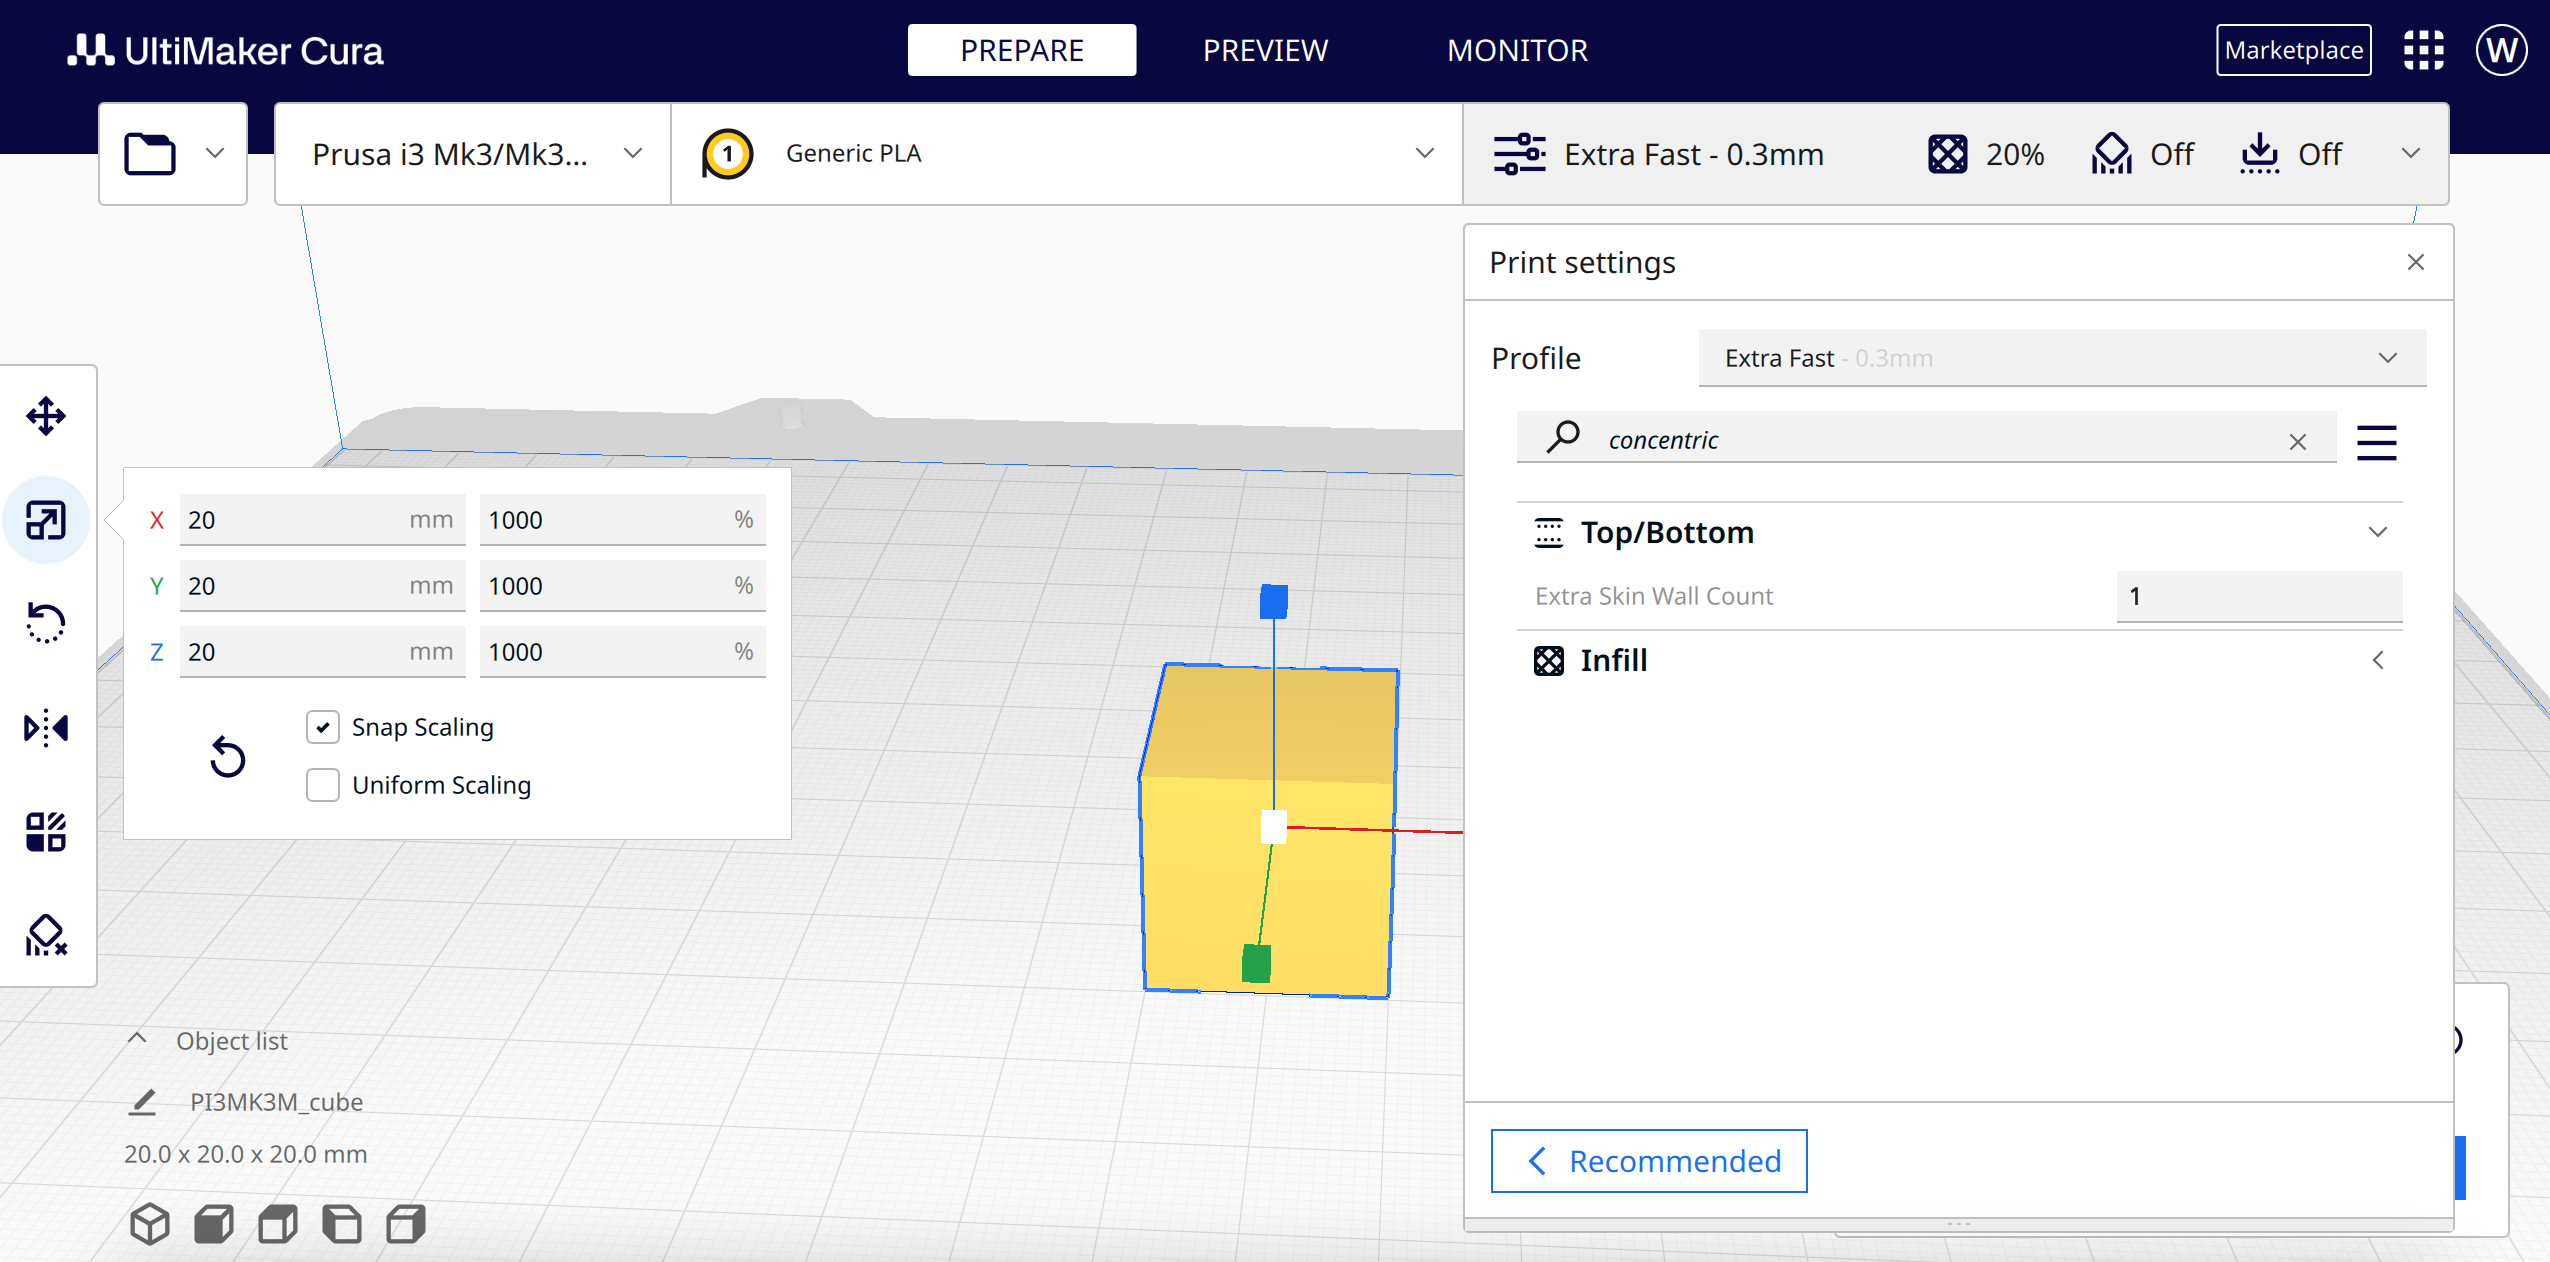 UltiMaker Cura
PREPARE
PREVIEW
MONITOR
Marketplace
W
Prusa i3 Mk3/Mk3...
1
Generic PLA
Extra Fast - 0.3mm
20%
Off
Off
Print settings
Profile
Extra Fast - 0.3mm
concentric
Top/Bottom
Extra Skin Wall Count
1
Infill
Recommended
X 20 mm 1000 %
Y 20 mm 1000 %
Z 20 mm 1000 %
Snap Scaling
Uniform Scaling
Object list
PI3MK3M_cube
20.0 x 20.0 x 20.0 mm